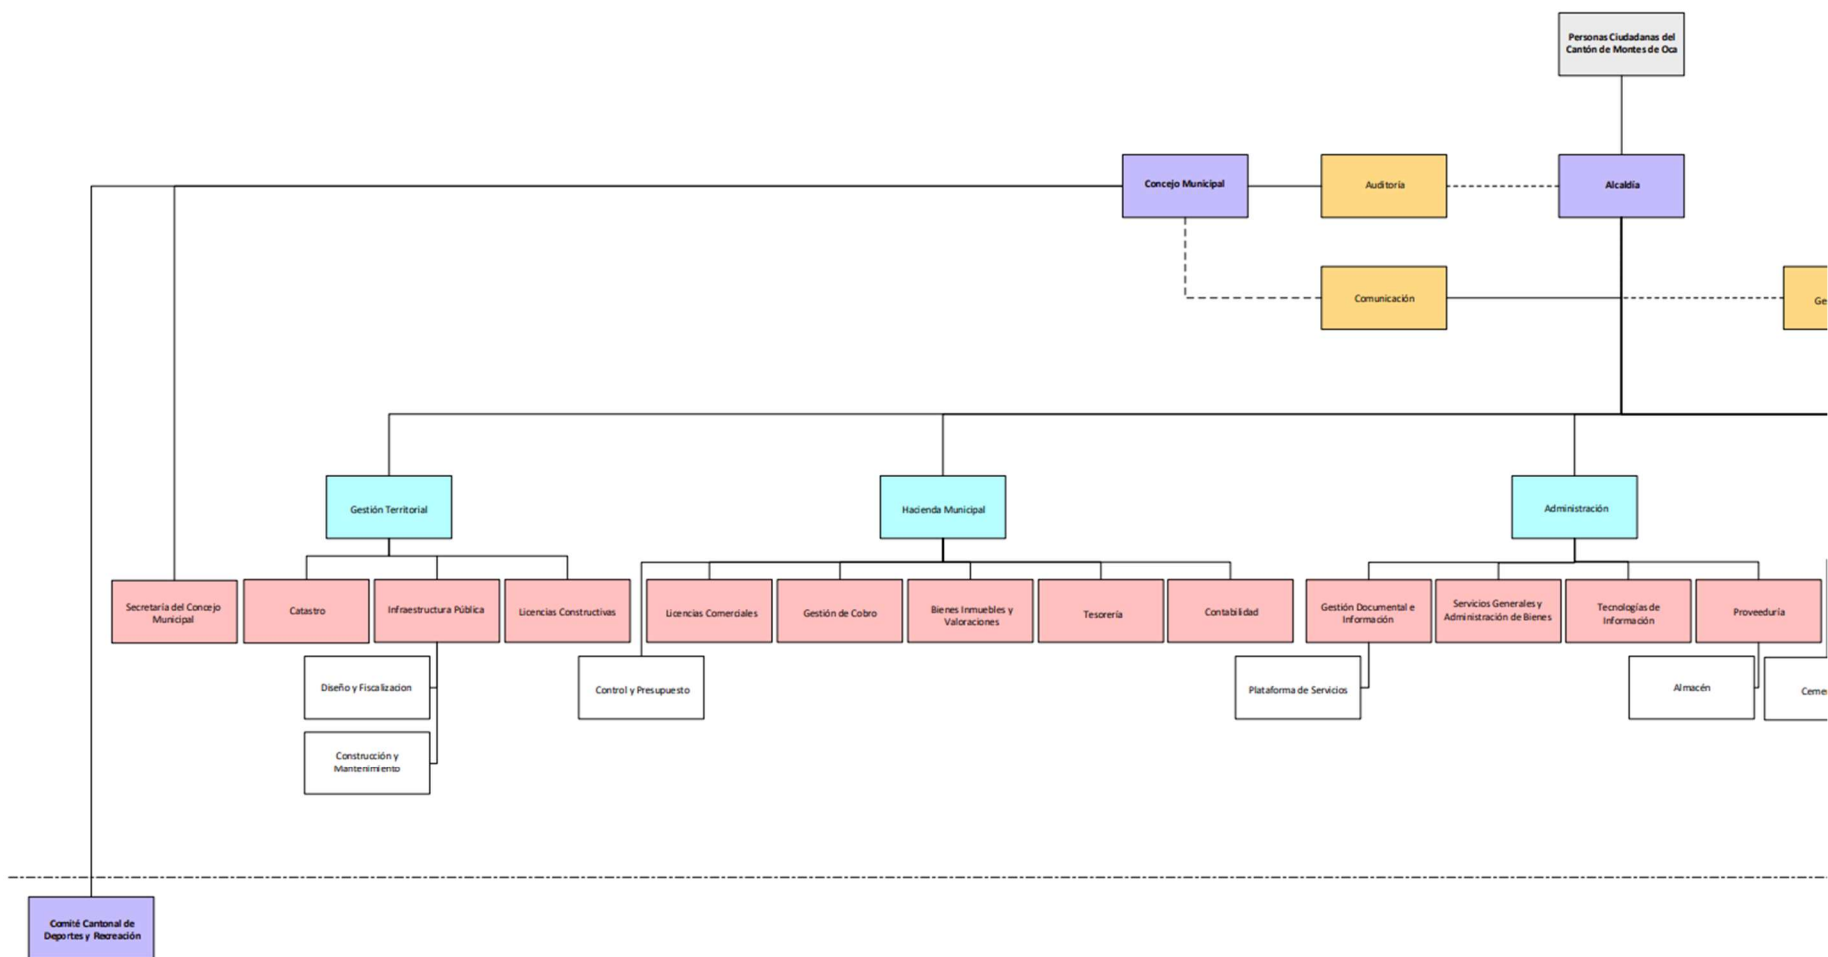 Personas Ciudadanas del
Cantón de Montes de Oca
Concejo Municipal
Auditoría
Alcaldía
Comunicación
Ge
Gestión Territorial
Hacienda Municipal
Administración
Secretaría del Concejo
Municipal
Catastro
Infraestructura Pública
Licencias Constructivas
Licencias Comerciales
Gestión de Cobro
Bienes Inmuebles y
Valoraciones
Tesorería
Contabilidad
Gestión Documental e
Información
Servicios Generales y
Administración de Bienes
Tecnologías de
Información
Proveeduría
Diseño y Fiscalizacion
Control y Presupuesto
Plataforma de Servicios
Almacén
Ceme
Construcción y
Mantenimiento
Comité Cantonal de
Deportes y Recreación